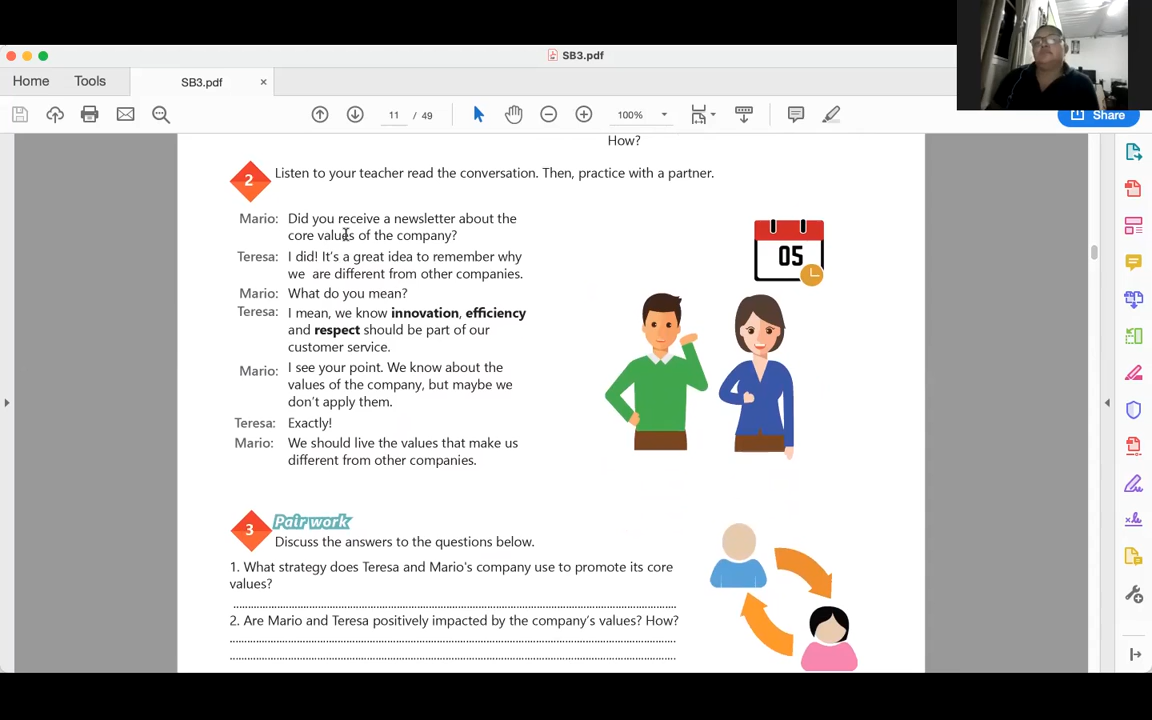 SB3.pdf
Home
Tools
SB3.pdf
×
11 / 49
100%
Share
How?
2
Listen to your teacher read the conversation. Then, practice with a partner.
Mario: Did you receive a newsletter about the
core values of the company?
Teresa: I did! It's a great idea to remember why
we are different from other companies.
Mario: What do you mean?
Teresa: I mean, we know innovation, efficiency
and respect should be part of our
customer service.
Mario: I see your point. We know about the
values of the company, but maybe we
don't apply them.
Teresa: Exactly!
Mario: We should live the values that make us
different from other companies.
05
3
Pair work
Discuss the answers to the questions below.
1. What strategy does Teresa and Mario's company use to promote its core
values?
2. Are Mario and Teresa positively impacted by the company's values? How?